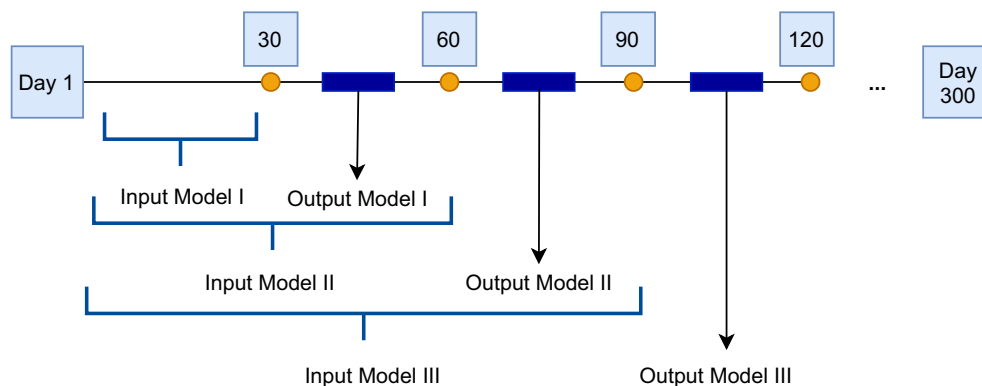 30
60
90
120
Day 1
...
Day
300
Input Model I
Output Model I
Input Model II
Output Model II
Input Model III
Output Model III